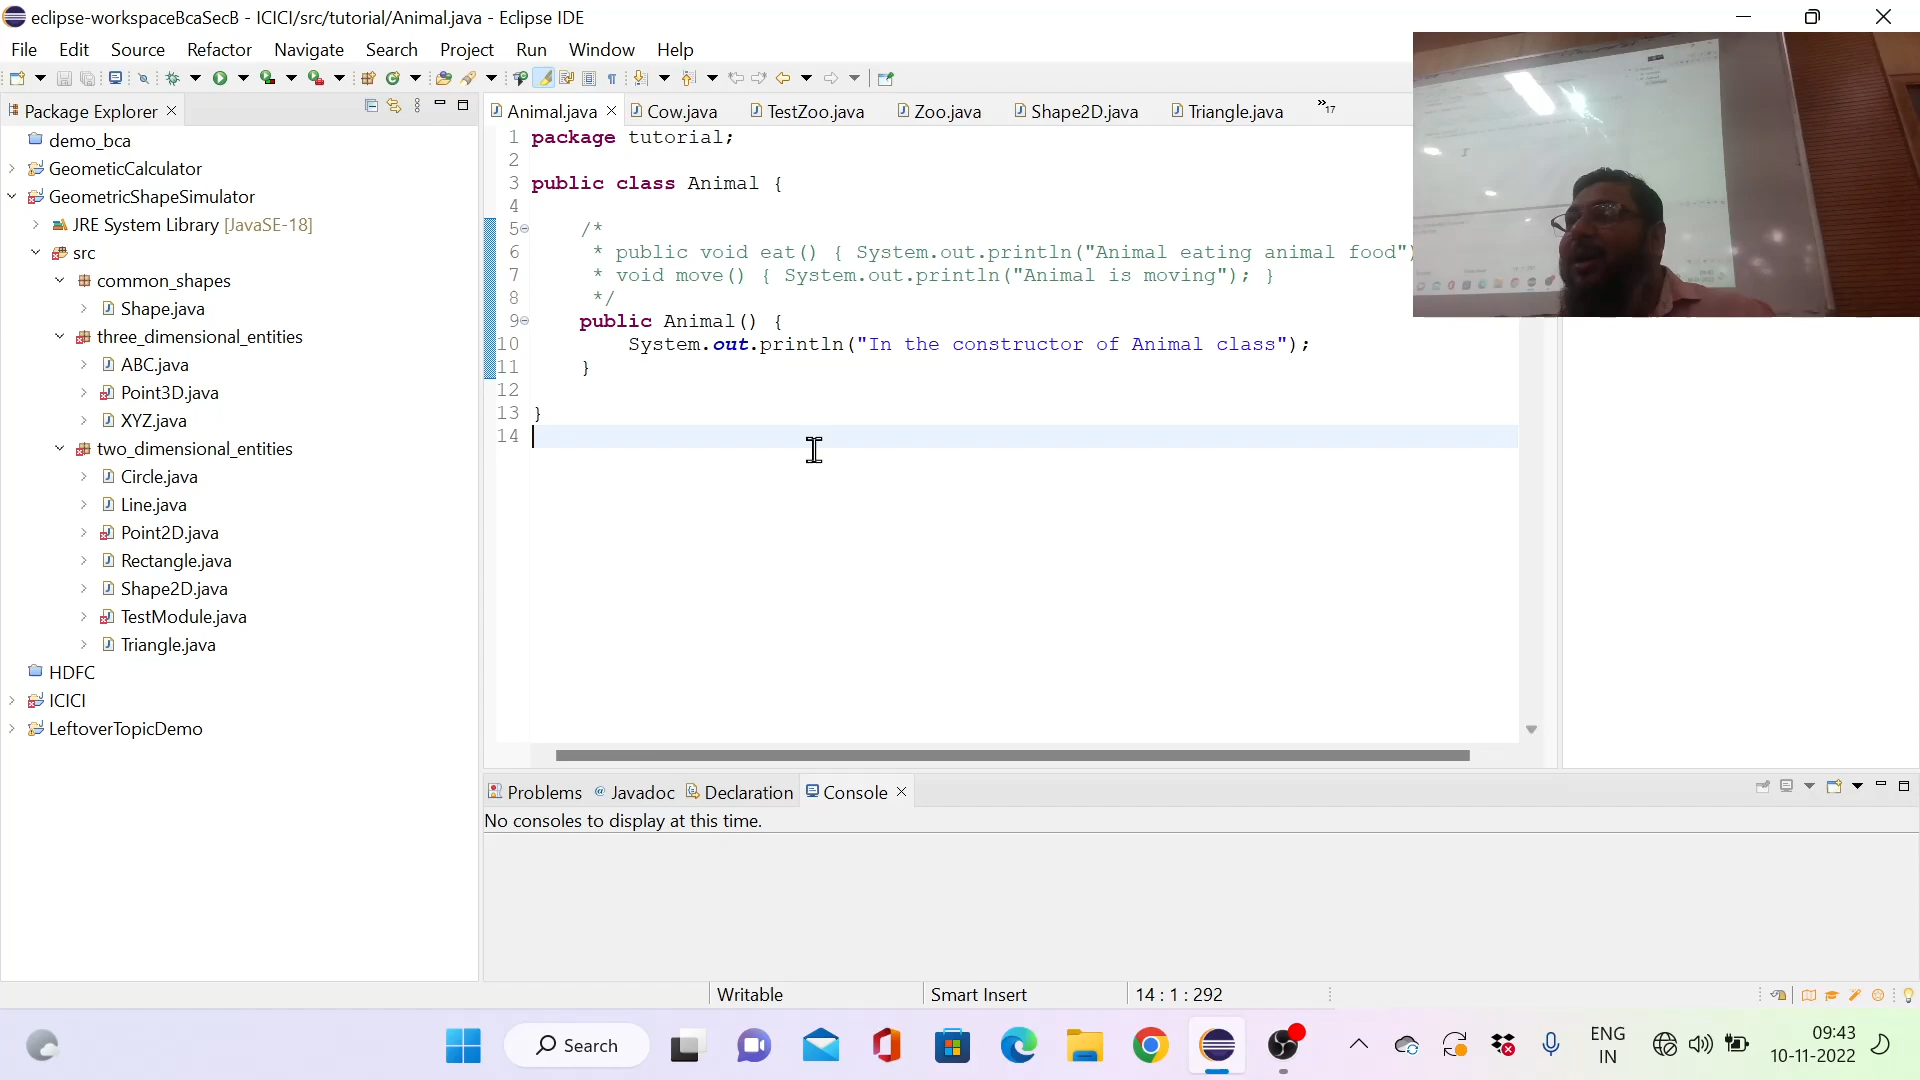 eclipse-workspaceBcaSecB - ICICI/src/tutorial/Animal.java - Eclipse IDE
File Edit Source Refactor Navigate Search Project Run Window Help
Package Explorer
demo_bca
GeometicCalculator
GeometricShapeSimulator
JRE System Library [JavaSE-18]
src
common_shapes
Shape.java
three_dimensional_entities
ABC.java
Point3D.java
XYZ.java
two_dimensional_entities
Circle.java
Line.java
Point2D.java
Rectangle.java
Shape2D.java
TestModule.java
Triangle.java
HDFC
ICICI
LeftoverTopicDemo
Animal.java Cow.java TestZoo.java Zoo.java Shape2D.java Triangle.java »17
1 package tutorial;
2
3 public class Animal {
4
5 /*
6 * public void eat() { System.out.println("Animal eating animal food")
7 * void move() { System.out.println("Animal is moving"); }
8 */
9 public Animal() {
10 System.out.println("In the constructor of Animal class");
11 }
12
13 }
14
Problems Javadoc Declaration Console
No consoles to display at this time.
Writable Smart Insert 14 : 1 : 292
Search
ENG
IN
09:43
10-11-2022